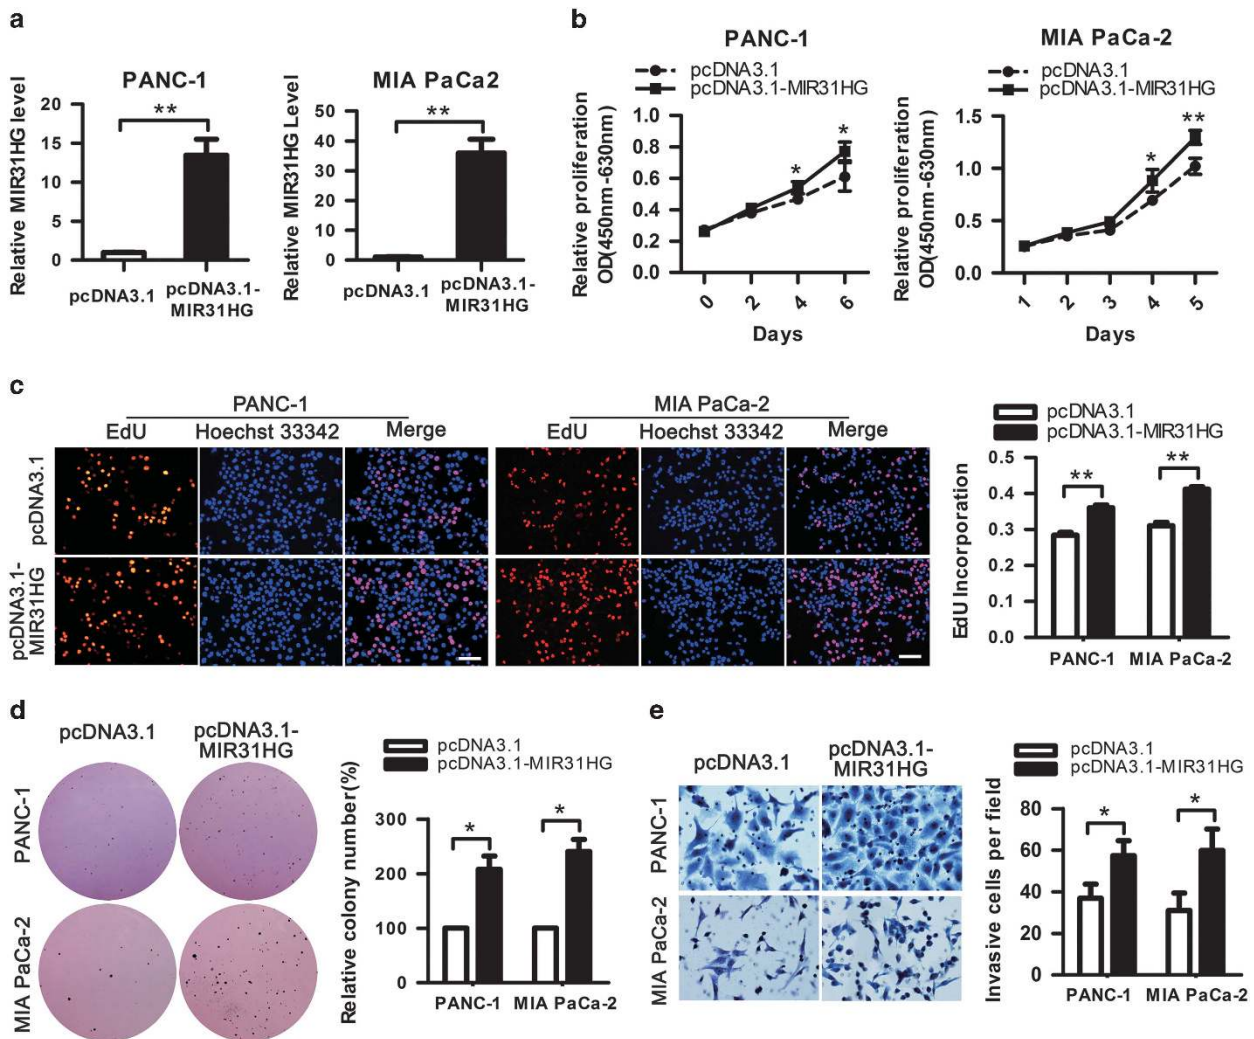 a
PANC-1
Relative MIR31HG level
20
15
10
5
0
**
pcDNA3.1
pcDNA3.1-
MIR31HG
MIA PaCa2
Relative MIR31HG Level
50
40
30
20
10
0
**
pcDNA3.1
pcDNA3.1-
MIR31HG
b
PANC-1
pcDNA3.1
pcDNA3.1-MIR31HG
Relative proliferation
OD(450nm-630nm)
1.0
0.8
0.6
0.4
0.2
0.0
*
*
0
2
4
6
Days
MIA PaCa-2
pcDNA3.1
pcDNA3.1-MIR31HG
Relative proliferation
OD(450nm-630nm)
1.5
1.0
0.5
0.0
*
**
1
2
3
4
5
Days
c
PANC-1
EdU
Hoechst 33342
Merge
MIA PaCa-2
EdU
Hoechst 33342
Merge
pcDNA3.1
pcDNA3.1-
MIR31HG
pcDNA3.1
pcDNA3.1-MIR31HG
EdU Incorporation
0.5
0.4
0.3
0.2
0.1
0.0
**
**
PANC-1
MIA PaCa-2
d
pcDNA3.1
pcDNA3.1-
MIR31HG
PANC-1
MIA PaCa-2
pcDNA3.1
pcDNA3.1-MIR31HG
Relative colony number(%)
300
200
100
0
*
*
PANC-1
MIA PaCa-2
e
pcDNA3.1
pcDNA3.1-
MIR31HG
PANC-1
MIA PaCa-2
pcDNA3.1
pcDNA3.1-MIR31HG
Invasive cells per field
80
60
40
20
0
*
*
PANC-1
MIA PaCa-2